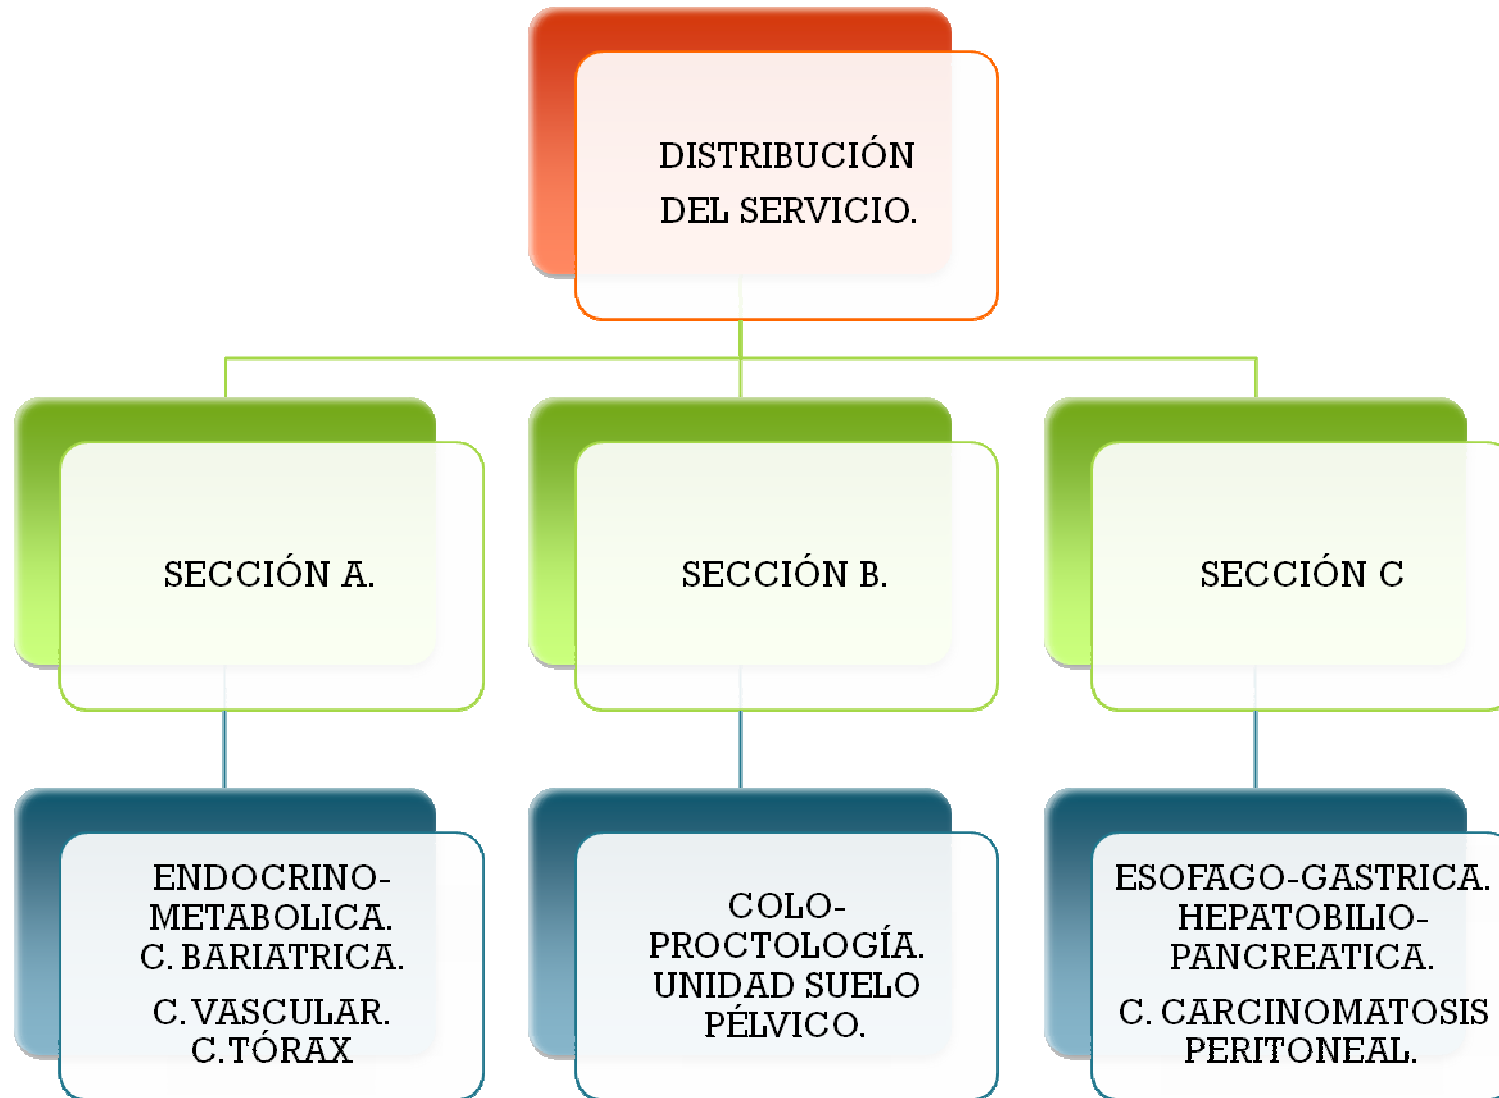 DISTRIBUCIÓN
DEL SERVICIO.
SECCIÓN A.
SECCIÓN B.
SECCIÓN C
ENDOCRINO-
METABOLICA.
C. BARIATRICA.
C. VASCULAR.
C. TÓRAX
COLO-
PROCTOLOGÍA.
UNIDAD SUELO
PÉLVICO.
ESOFAGO-GASTRICA.
HEPATOBILIO-
PANCREATICA.
C. CARCINOMATOSIS
PERITONEAL.